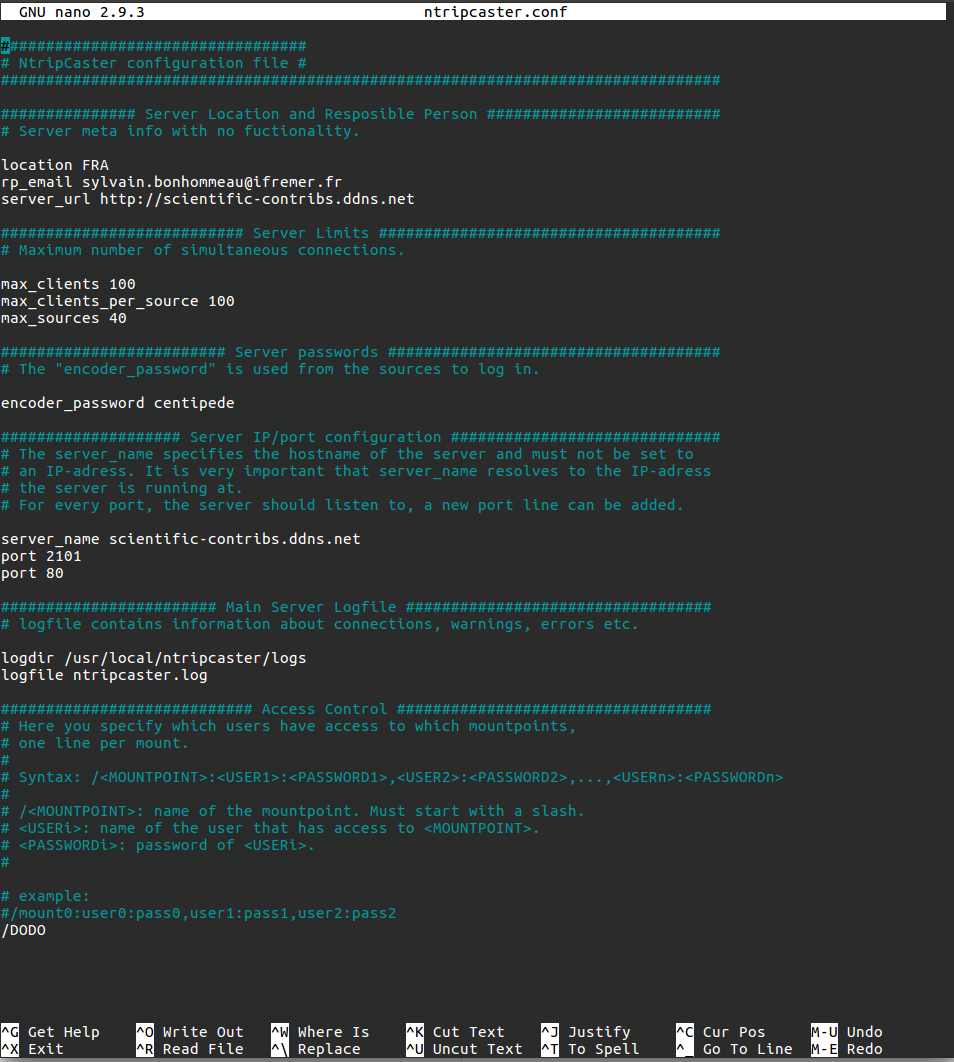 GNU nano 2.9.3 ntripcaster.conf
##################################
# NtripCaster configuration file #
################################################################################
############### Server Location and Resposible Person ##########################
# Server meta info with no fuctionality.
location FRA
rp_email sylvain.bonhommeau@ifremer.fr
server_url http://scientific-contribs.ddns.net
########################### Server Limits ######################################
# Maximum number of simultaneous connections.
max_clients 100
max_clients_per_source 100
max_sources 40
######################### Server passwords #####################################
# The "encoder_password" is used from the sources to log in.
encoder_password centipede
#################### Server IP/port configuration ##############################
# The server_name specifies the hostname of the server and must not be set to
# an IP-adress. It is very important that server_name resolves to the IP-adress
# the server is running at.
# For every port, the server should listen to, a new port line can be added.
server_name scientific-contribs.ddns.net
port 2101
port 80
######################## Main Server Logfile ##################################
# logfile contains information about connections, warnings, errors etc.
logdir /usr/local/ntripcaster/logs
logfile ntripcaster.log
############################ Access Control ###################################
# Here you specify which users have access to which mountpoints,
# one line per mount.
#
# Syntax: /<MOUNTPOINT>:<USER1>:<PASSWORD1>,<USER2>:<PASSWORD2>,...,<USERn>:<PASSWORDn>
#
# /<MOUNTPOINT>: name of the mountpoint. Must start with a slash.
# <USERi>: name of the user that has access to <MOUNTPOINT>.
# <PASSWORDi>: password of <USERi>.
#
# example:
#/mount0:user0:pass0,user1:pass1,user2:pass2
/DODO
^G Get Help ^O Write Out ^W Where Is ^K Cut Text ^J Justify ^C Cur Pos M-U Undo
^X Exit ^R Read File ^\ Replace ^U Uncut Text ^T To Spell ^_ Go To Line M-E Redo